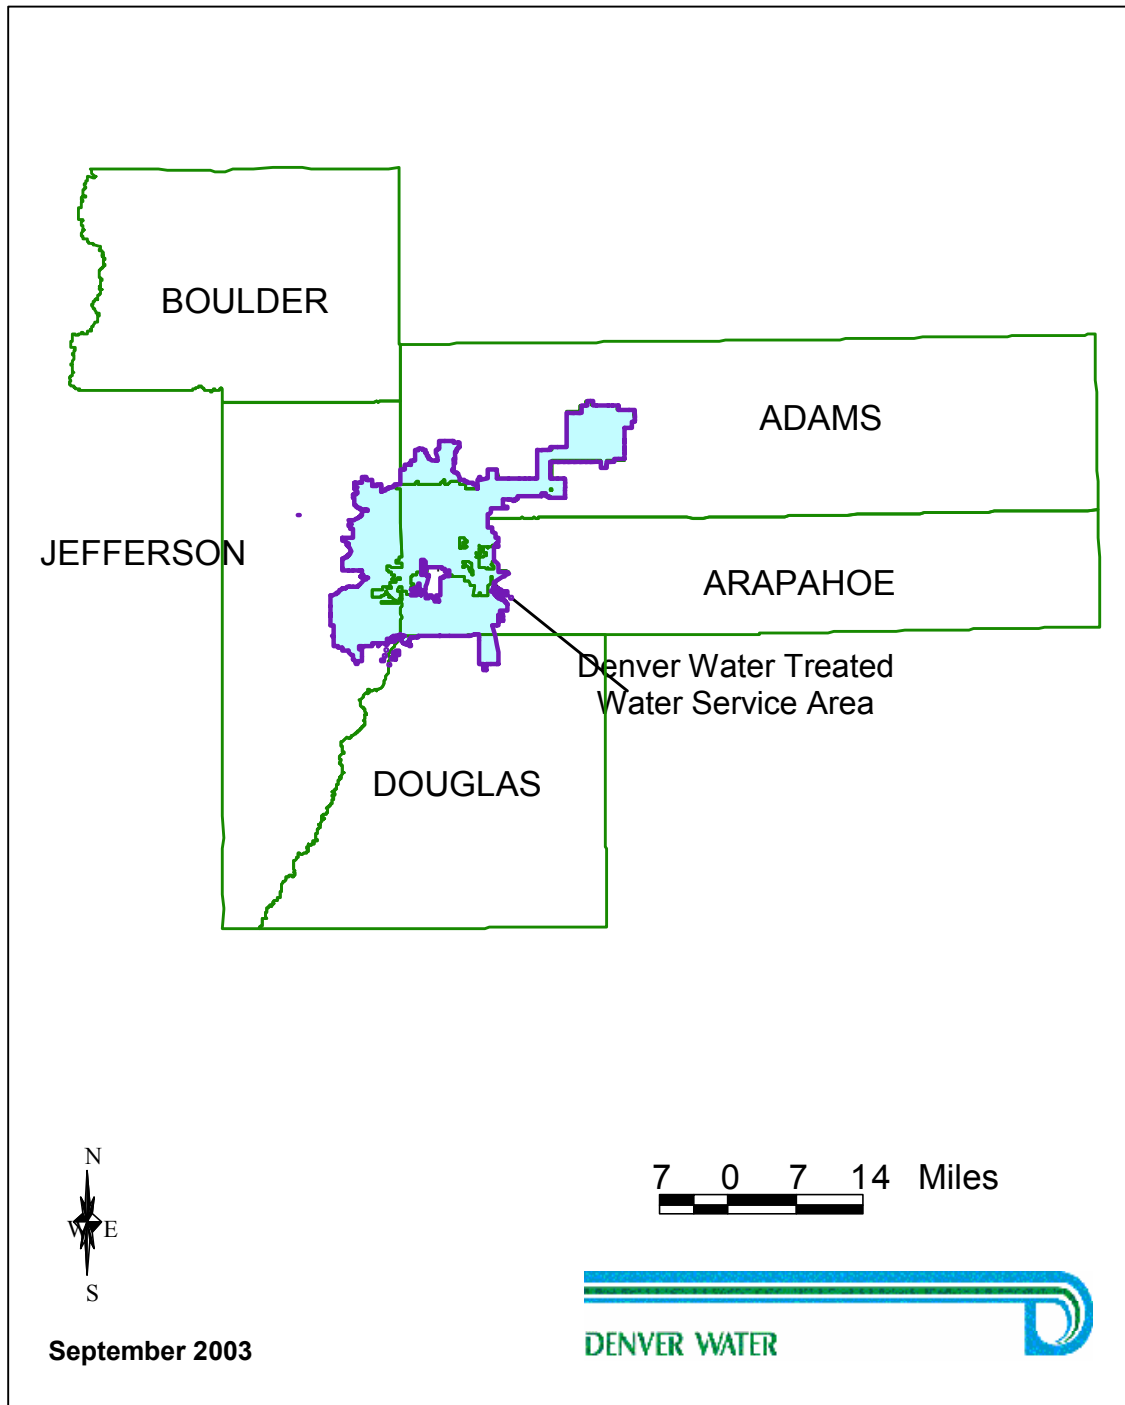 BOULDER
ADAMS
JEFFERSON
ARAPAHOE
Denver Water Treated
Water Service Area
DOUGLAS
N
W E
S
7 0 7 14 Miles
DENVER WATER
September 2003